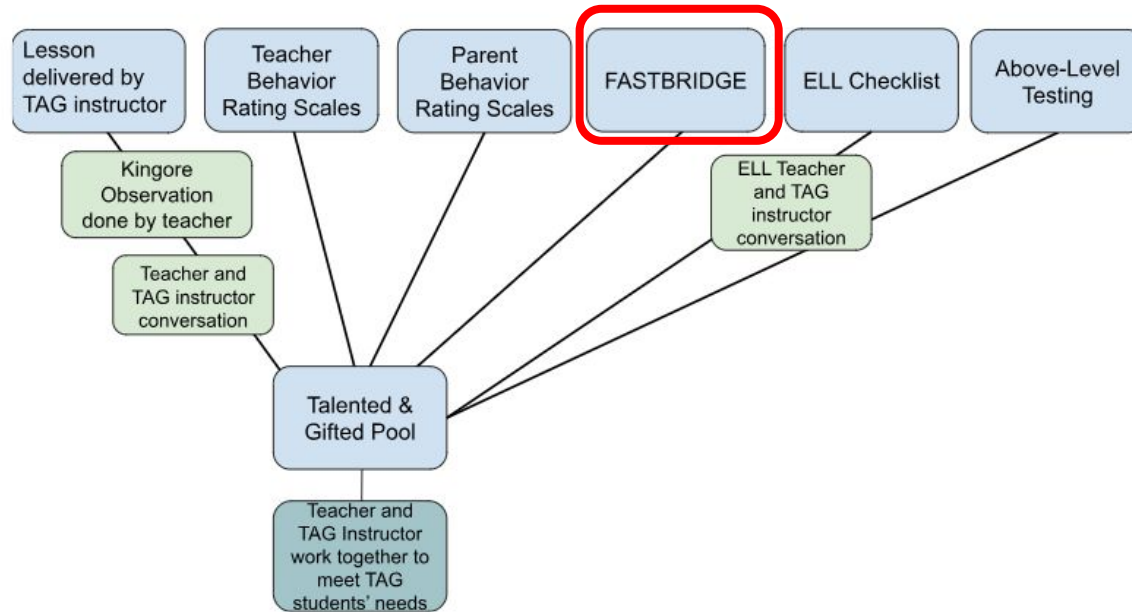 Lesson
delivered by
TAG instructor
Teacher
Behavior
Rating Scales
Parent
Behavior
Rating Scales
FASTBRIDGE
ELL Checklist
Above-Level
Testing
Kingore
Observation
done by teacher
ELL Teacher
and TAG
instructor
conversation
Teacher and
TAG instructor
conversation
Talented &
Gifted Pool
Teacher and
TAG Instructor
work together to
meet TAG
students' needs